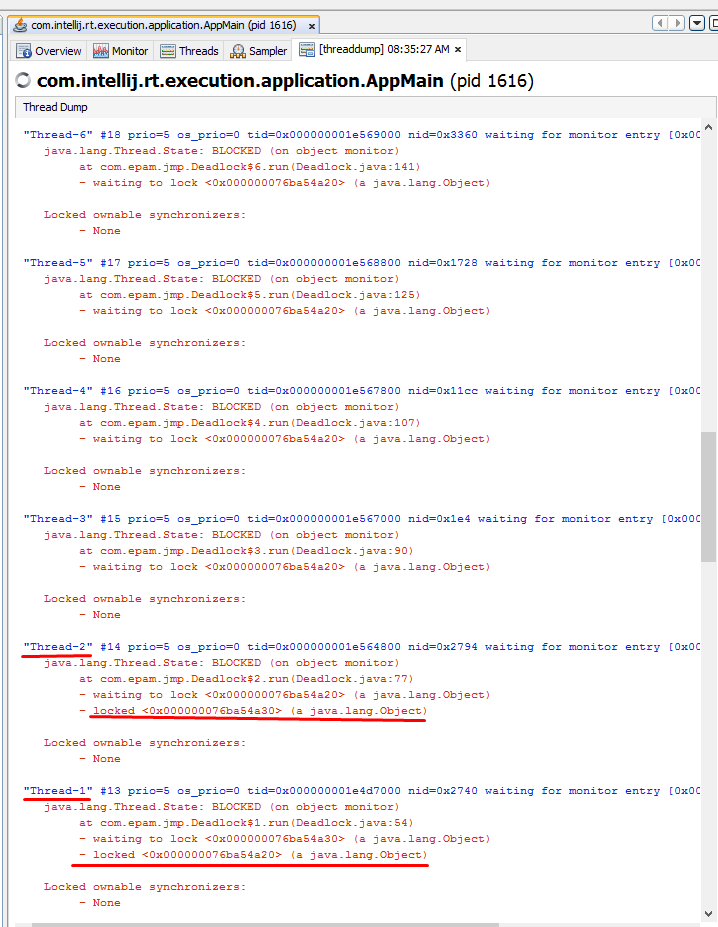 com.intellij.rt.execution.application.AppMain (pid 1616)
Overview Monitor Threads Sampler [threaddump] 08:35:27 AM
com.intellij.rt.execution.application.AppMain (pid 1616)
Thread Dump
"Thread-6" #18 prio=5 os_prio=0 tid=0x000000001e569000 nid=0x3360 waiting for monitor entry [0x00
java.lang.Thread.State: BLOCKED (on object monitor)
at com.epam.jmp.Deadlock$6.run(Deadlock.java:141)
- waiting to lock <0x000000076ba54a20> (a java.lang.Object)
Locked ownable synchronizers:
- None
"Thread-5" #17 prio=5 os_prio=0 tid=0x000000001e568800 nid=0x1728 waiting for monitor entry [0x00
java.lang.Thread.State: BLOCKED (on object monitor)
at com.epam.jmp.Deadlock$5.run(Deadlock.java:125)
- waiting to lock <0x000000076ba54a20> (a java.lang.Object)
Locked ownable synchronizers:
- None
"Thread-4" #16 prio=5 os_prio=0 tid=0x000000001e567800 nid=0x11cc waiting for monitor entry [0x00
java.lang.Thread.State: BLOCKED (on object monitor)
at com.epam.jmp.Deadlock$4.run(Deadlock.java:107)
- waiting to lock <0x000000076ba54a20> (a java.lang.Object)
Locked ownable synchronizers:
- None
"Thread-3" #15 prio=5 os_prio=0 tid=0x000000001e567000 nid=0x1e4 waiting for monitor entry [0x000
java.lang.Thread.State: BLOCKED (on object monitor)
at com.epam.jmp.Deadlock$3.run(Deadlock.java:90)
- waiting to lock <0x000000076ba54a20> (a java.lang.Object)
Locked ownable synchronizers:
- None
"Thread-2" #14 prio=5 os_prio=0 tid=0x000000001e564800 nid=0x2794 waiting for monitor entry [0x00
java.lang.Thread.State: BLOCKED (on object monitor)
at com.epam.jmp.Deadlock$2.run(Deadlock.java:77)
- waiting to lock <0x000000076ba54a20> (a java.lang.Object)
- locked <0x000000076ba54a30> (a java.lang.Object)
Locked ownable synchronizers:
- None
"Thread-1" #13 prio=5 os_prio=0 tid=0x000000001e4d7000 nid=0x2740 waiting for monitor entry [0x00
java.lang.Thread.State: BLOCKED (on object monitor)
at com.epam.jmp.Deadlock$1.run(Deadlock.java:54)
- waiting to lock <0x000000076ba54a30> (a java.lang.Object)
- locked <0x000000076ba54a20> (a java.lang.Object)
Locked ownable synchronizers:
- None